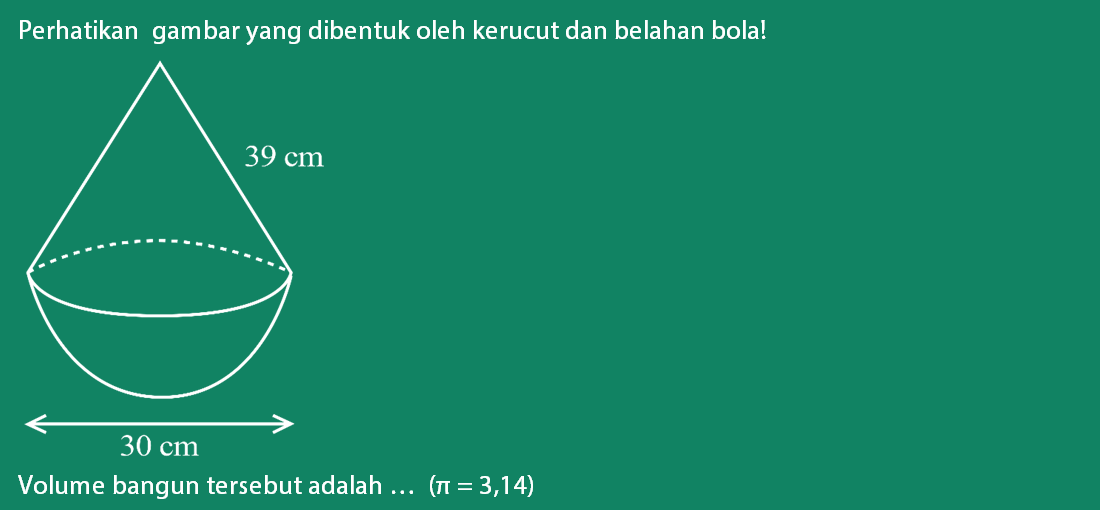 Perhatikan gambar yang dibentuk oleh kerucut dan belahan bola!
39 cm
30 cm
Volume bangun tersebut adalah ... (π = 3,14)